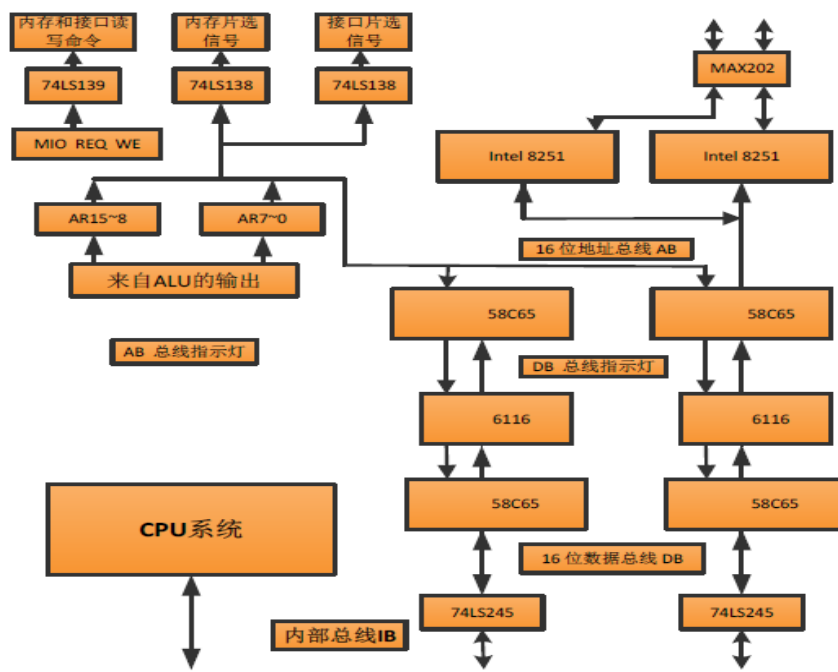 内存和接口读
写命令
内存片选
信号
接口片选
信号
74LS139
74LS138
74LS138
MAX202
MIO REQ WE
Intel 8251
Intel 8251
AR15~8
AR7~0
16 位地址总线 AB
来自ALU的输出
58C65
58C65
AB 总线指示灯
DB 总线指示灯
6116
6116
58C65
58C65
CPU系统
16 位数据总线 DB
74LS245
74LS245
内部总线IB